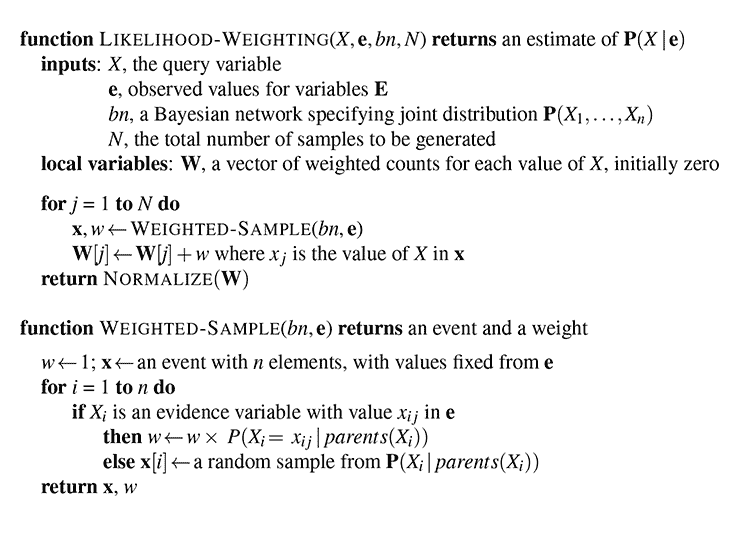 function LIKELIHOOD-WEIGHTING(X, e, bn, N) returns an estimate of P(X | e)
inputs: X, the query variable
e, observed values for variables E
bn, a Bayesian network specifying joint distribution P(X₁, . . . , Xₙ)
N, the total number of samples to be generated
local variables: W, a vector of weighted counts for each value of X, initially zero
for j = 1 to N do
x, w ← WEIGHTED-SAMPLE(bn, e)
W[j] ← W[j] + w where xⱼ is the value of X in x
return NORMALIZE(W)
function WEIGHTED-SAMPLE(bn, e) returns an event and a weight
w ← 1; x ← an event with n elements, with values fixed from e
for i = 1 to n do
if Xᵢ is an evidence variable with value xᵢⱼ in e
then w ← w × P(Xᵢ = xᵢⱼ | parents(Xᵢ))
else x[i] ← a random sample from P(Xᵢ | parents(Xᵢ))
return x, w